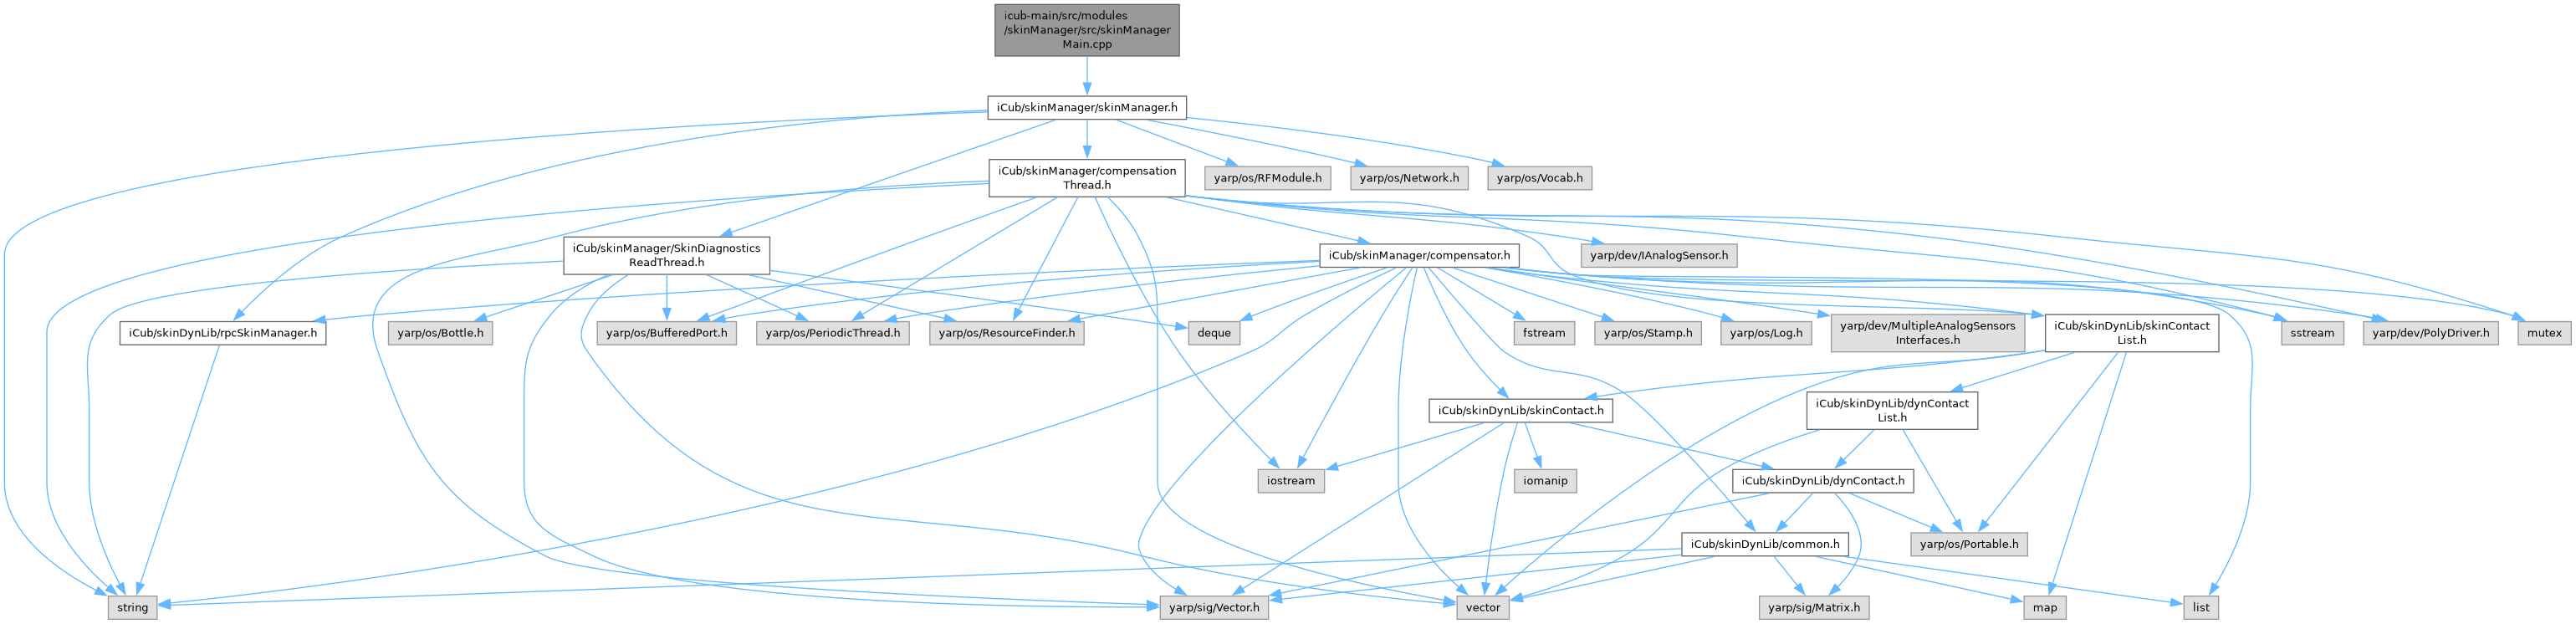 icub-main/src/modules
/skinManager/src/skinManager
Main.cpp
iCub/skinManager/skinManager.h
iCub/skinManager/compensation
Thread.h
yarp/os/RFModule.h
yarp/os/Network.h
yarp/os/Vocab.h
iCub/skinManager/SkinDiagnostics
ReadThread.h
iCub/skinManager/compensator.h
yarp/dev/IAnalogSensor.h
iCub/skinDynLib/rpcSkinManager.h
yarp/os/Bottle.h
yarp/os/BufferedPort.h
yarp/os/PeriodicThread.h
yarp/os/ResourceFinder.h
deque
fstream
yarp/os/Stamp.h
yarp/os/Log.h
yarp/dev/MultipleAnalogSensors
Interfaces.h
iCub/skinDynLib/skinContact
List.h
sstream
yarp/dev/PolyDriver.h
mutex
iCub/skinDynLib/skinContact.h
iCub/skinDynLib/dynContact
List.h
iostream
iomanip
iCub/skinDynLib/dynContact.h
iCub/skinDynLib/common.h
yarp/os/Portable.h
string
yarp/sig/Vector.h
vector
yarp/sig/Matrix.h
map
list